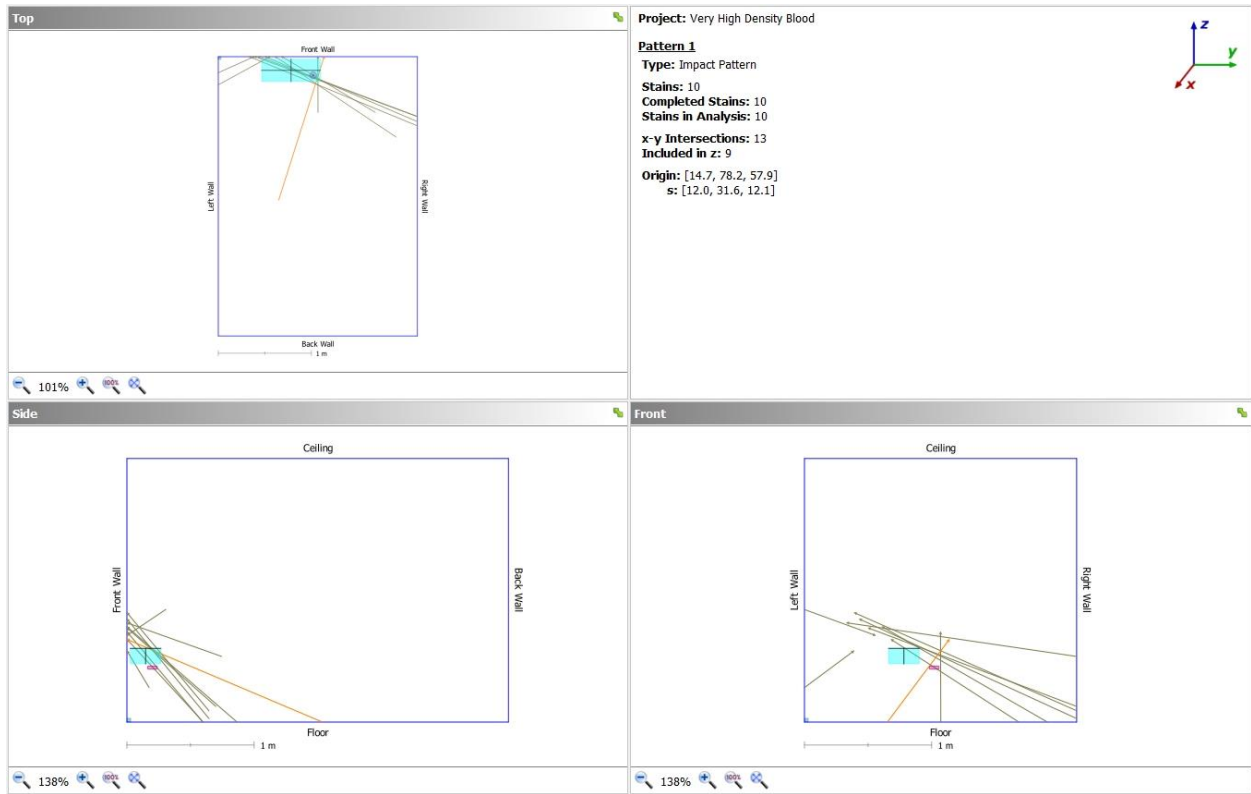 Top
Front Wall
Left Wall
Right Wall
Back Wall
1 m
101%
100%
Project: Very High Density Blood
Pattern 1
Type: Impact Pattern
Stains: 10
Completed Stains: 10
Stains in Analysis: 10
x-y Intersections: 13
Included in z: 9
Origin: [14.7, 78.2, 57.9]
s: [12.0, 31.6, 12.1]
z
y
x
Side
Ceiling
Front Wall
Back Wall
Floor
1 m
138%
100%
Front
Ceiling
Left Wall
Right Wall
Floor
1 m
138%
100%